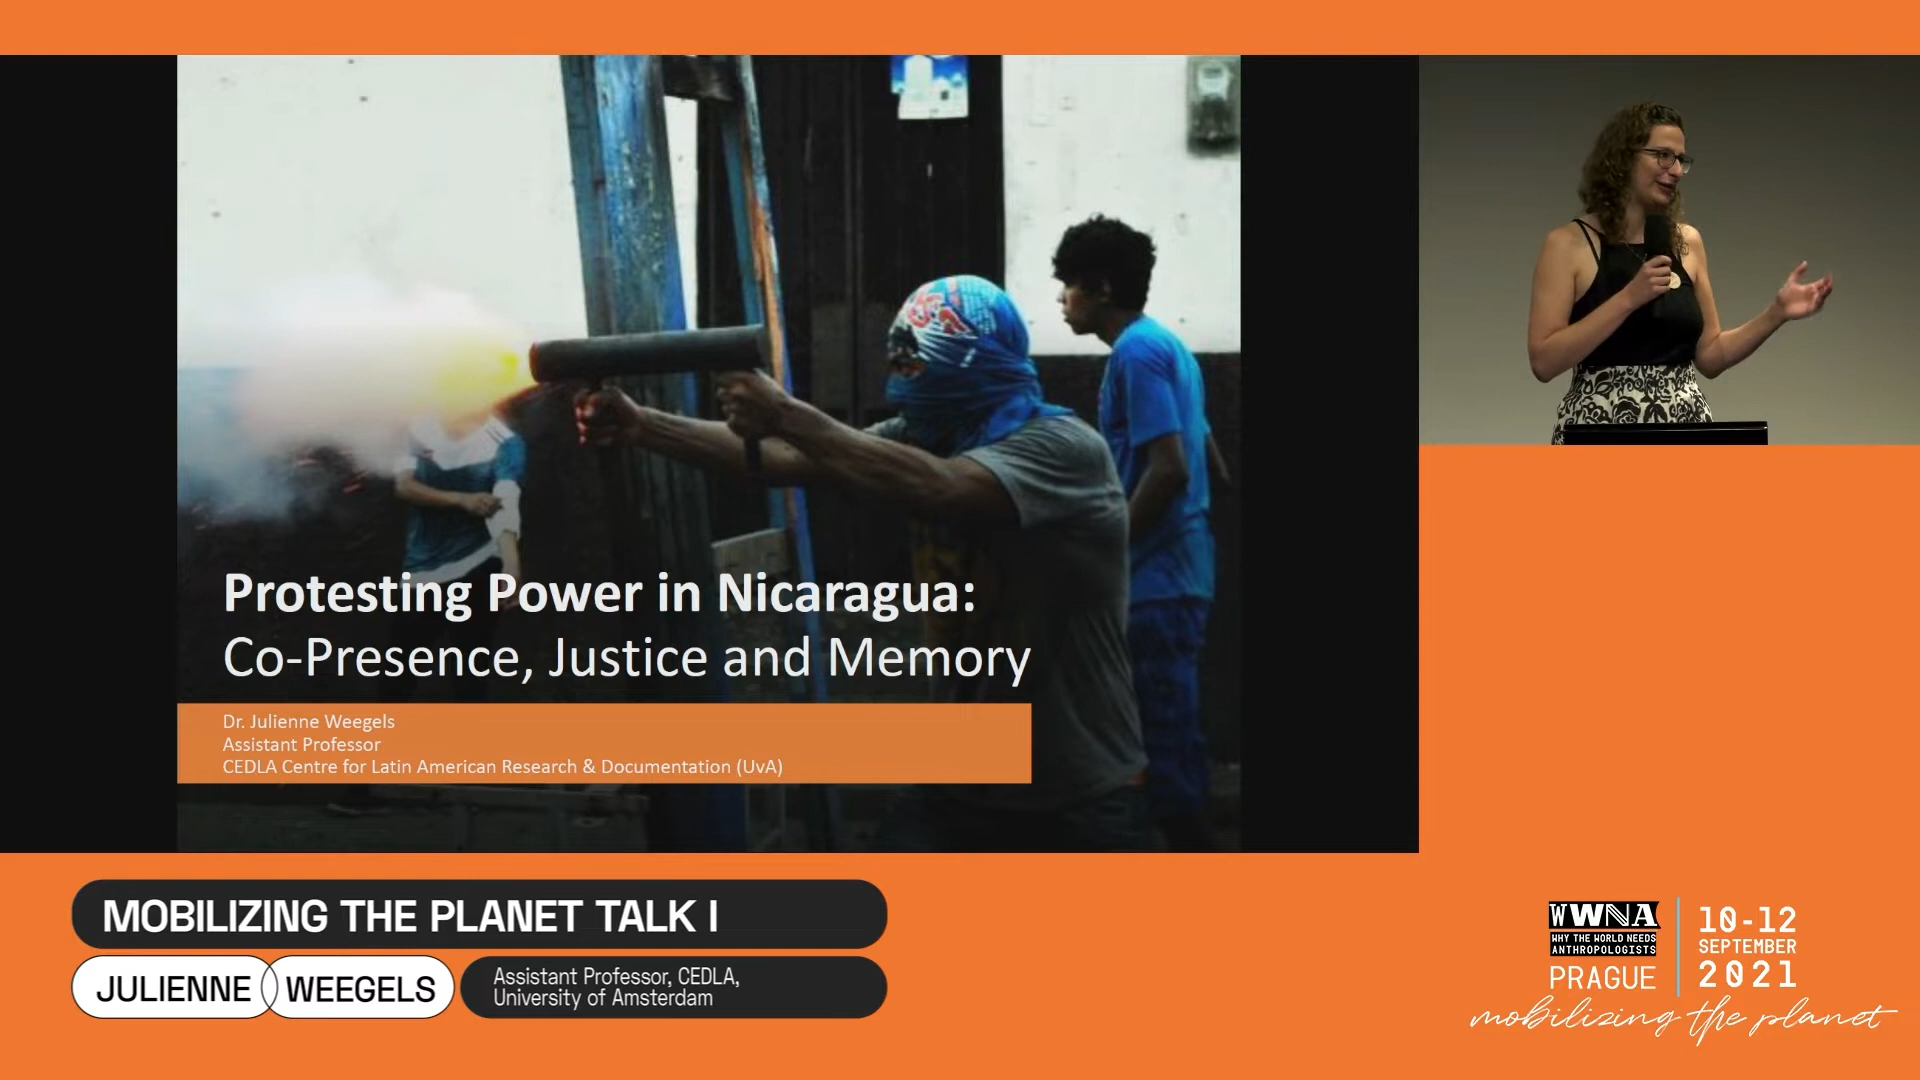 Protesting Power in Nicaragua:
Co-Presence, Justice and Memory
Dr. Julienne Weegels
Assistant Professor
CEDLA Centre for Latin American Research & Documentation (UvA)
MOBILIZING THE PLANET TALK I
JULIENNE WEEGELS
Assistant Professor, CEDLA,
University of Amsterdam
WWNA
WHY THE WORLD NEEDS
ANTHROPOLOGISTS
PRAGUE
10-12
SEPTEMBER
2021
mobilizing the planet